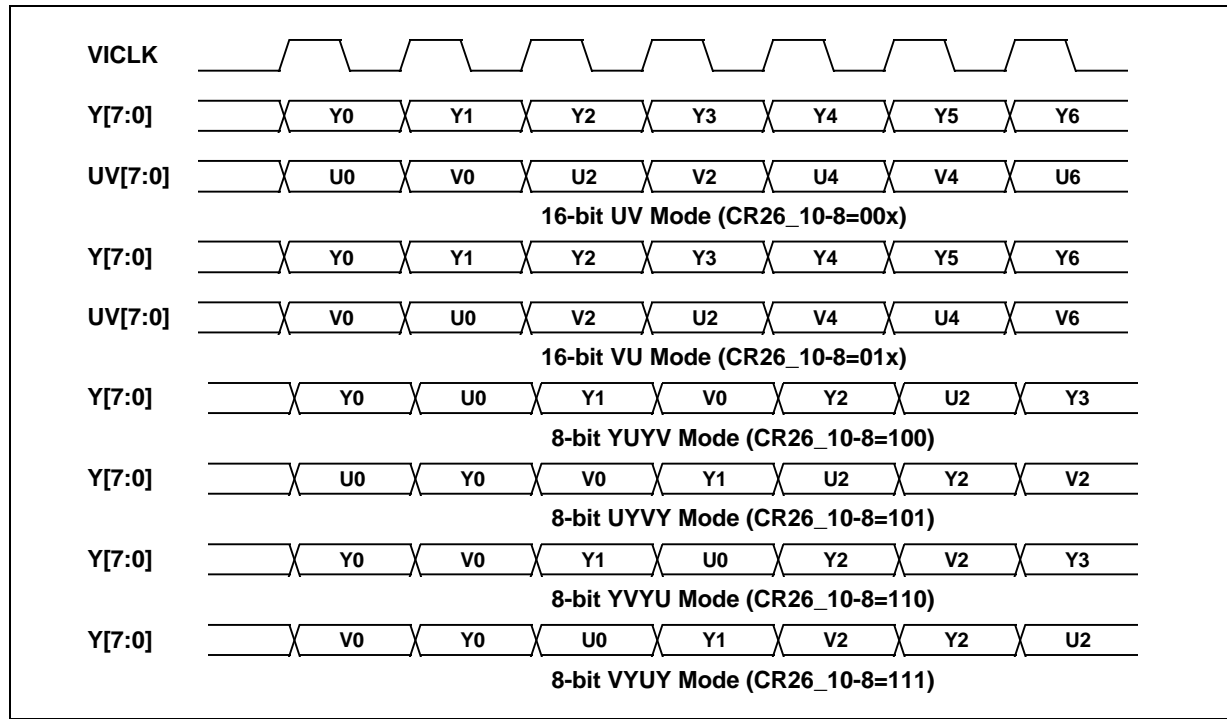 VICLK
Y[7:0] Y0 Y1 Y2 Y3 Y4 Y5 Y6
UV[7:0] U0 V0 U2 V2 U4 V4 U6
16-bit UV Mode (CR26_10-8=00x)
Y[7:0] Y0 Y1 Y2 Y3 Y4 Y5 Y6
UV[7:0] V0 U0 V2 U2 V4 U4 V6
16-bit VU Mode (CR26_10-8=01x)
Y[7:0] Y0 U0 Y1 V0 Y2 U2 Y3
8-bit YUYV Mode (CR26_10-8=100)
Y[7:0] U0 Y0 V0 Y1 U2 Y2 V2
8-bit UYVY Mode (CR26_10-8=101)
Y[7:0] Y0 V0 Y1 U0 Y2 V2 Y3
8-bit YVYU Mode (CR26_10-8=110)
Y[7:0] V0 Y0 U0 Y1 V2 Y2 U2
8-bit VYUY Mode (CR26_10-8=111)